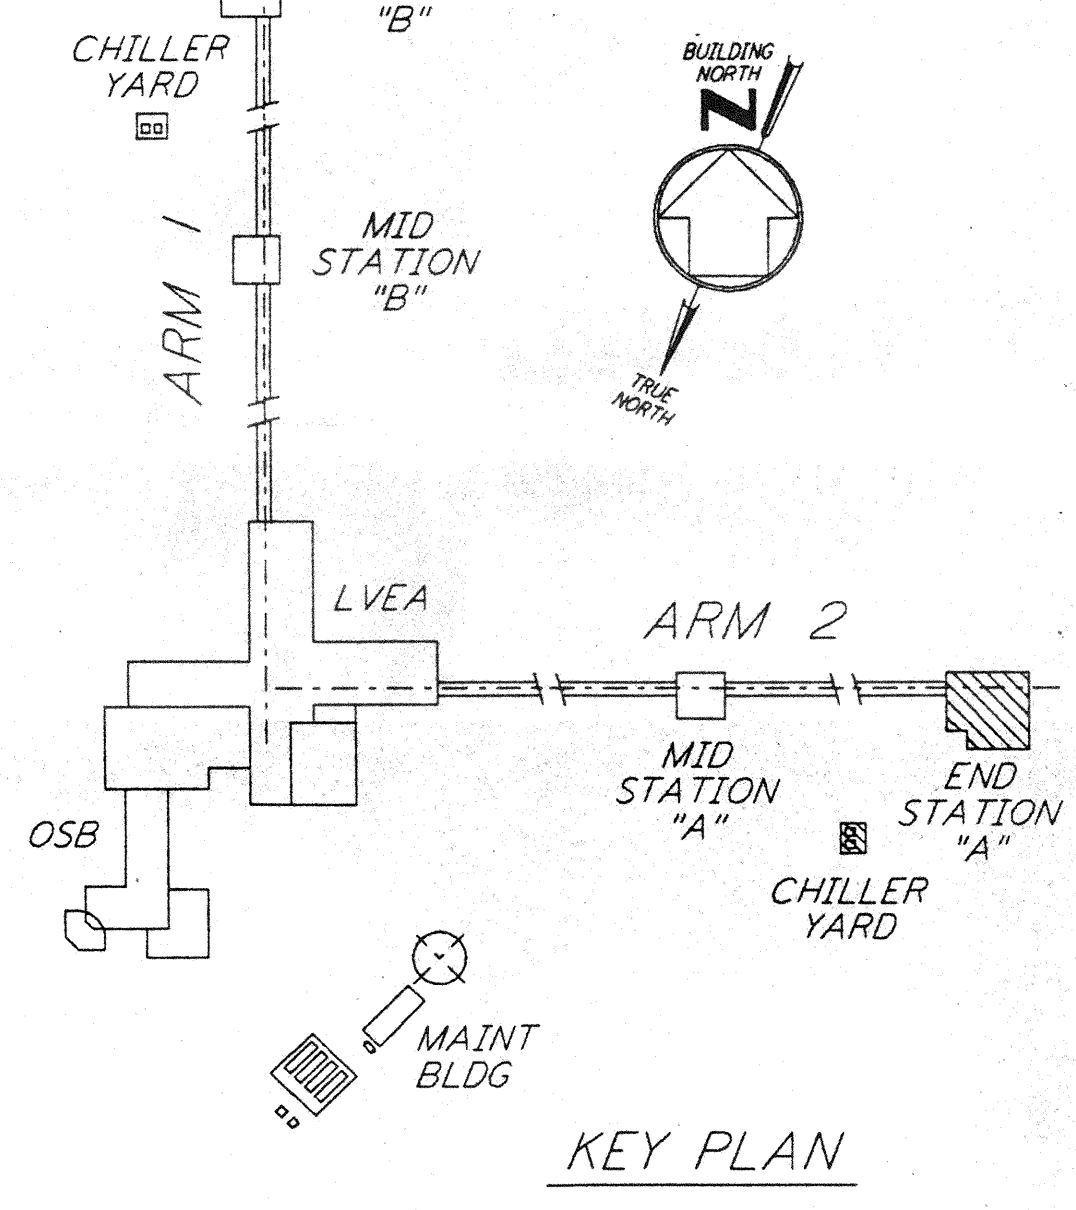 "B"
CHILLER
YARD
BUILDING
NORTH
N
MID
STATION
"B"
ARM 1
TRUE
NORTH
LVEA
ARM 2
MID
STATION
"A"
END
STATION
"A"
OSB
CHILLER
YARD
MAINT
BLDG
KEY PLAN